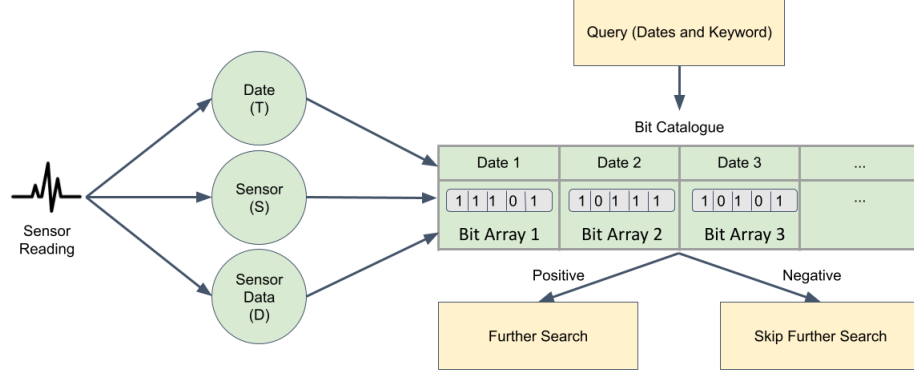 Query (Dates and Keyword)
Date
(T)
Bit Catalogue
Date 1 Date 2 Date 3 ...
Sensor
(S)
1 1 1 0 1 1 0 1 1 1 1 0 1 0 1 ...
Bit Array 1 Bit Array 2 Bit Array 3
Sensor
Reading
Sensor
Data
(D)
Positive Negative
Further Search Skip Further Search